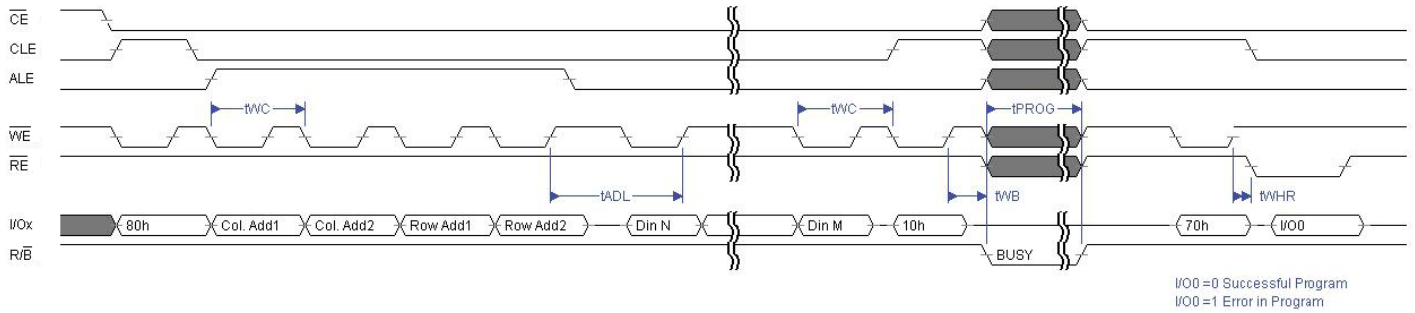 CE
CLE
ALE
tWC tWC tPROG
WE
RE
tADL tWB tWHR
I/Ox 80h Col. Add1 Col. Add2 Row Add1 Row Add2 Din N Din M 10h 70h I/O0
R/B BUSY
I/O0 =0 Successful Program
I/O0 =1 Error in Program